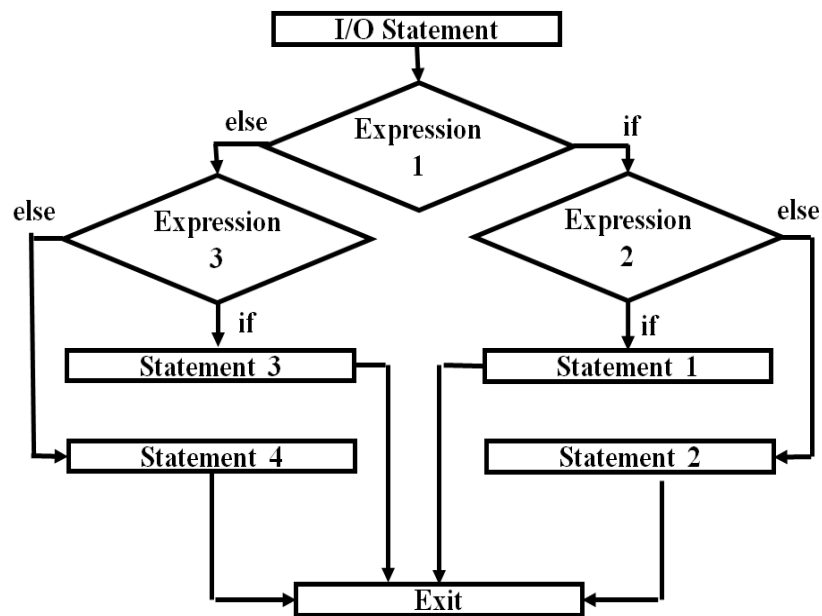 I/O Statement
else
Expression
1
if
else
Expression
3
Expression
2
else
if
if
Statement 3
Statement 1
Statement 4
Statement 2
Exit